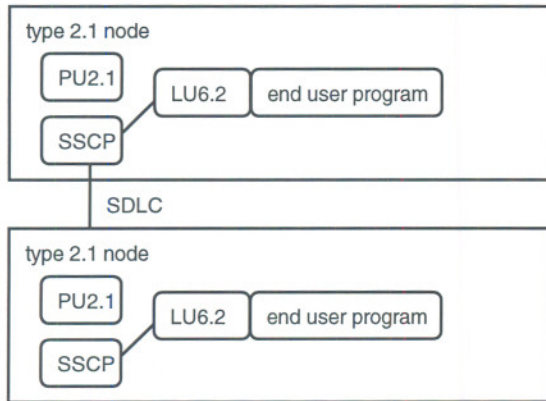 type 2.1 node
PU2.1
LU6.2 end user program
SSCP
SDLC
type 2.1 node
PU2.1
LU6.2 end user program
SSCP